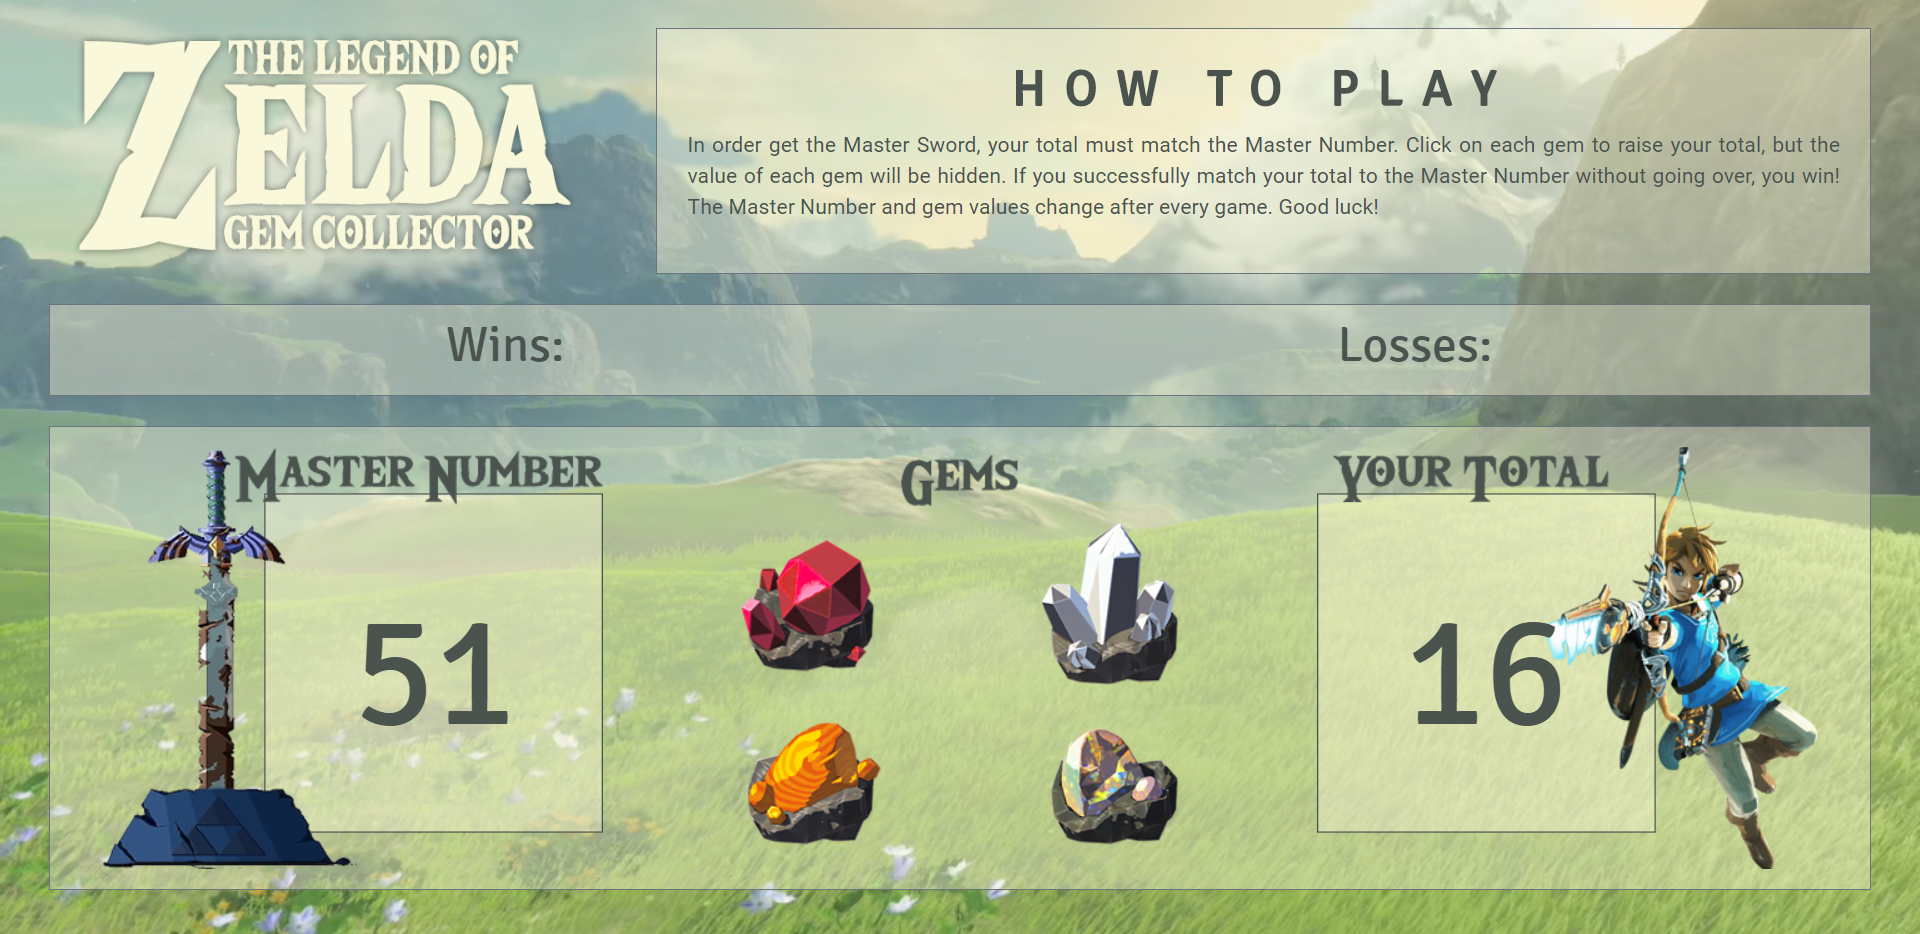 THE LEGEND OF
ZELDA
GEM COLLECTOR
HOW TO PLAY
In order get the Master Sword, your total must match the Master Number. Click on each gem to raise your total, but the
value of each gem will be hidden. If you successfully match your total to the Master Number without going over, you win!
The Master Number and gem values change after every game. Good luck!
Wins:
Losses:
MASTER NUMBER
GEMS
YOUR TOTAL
51
16